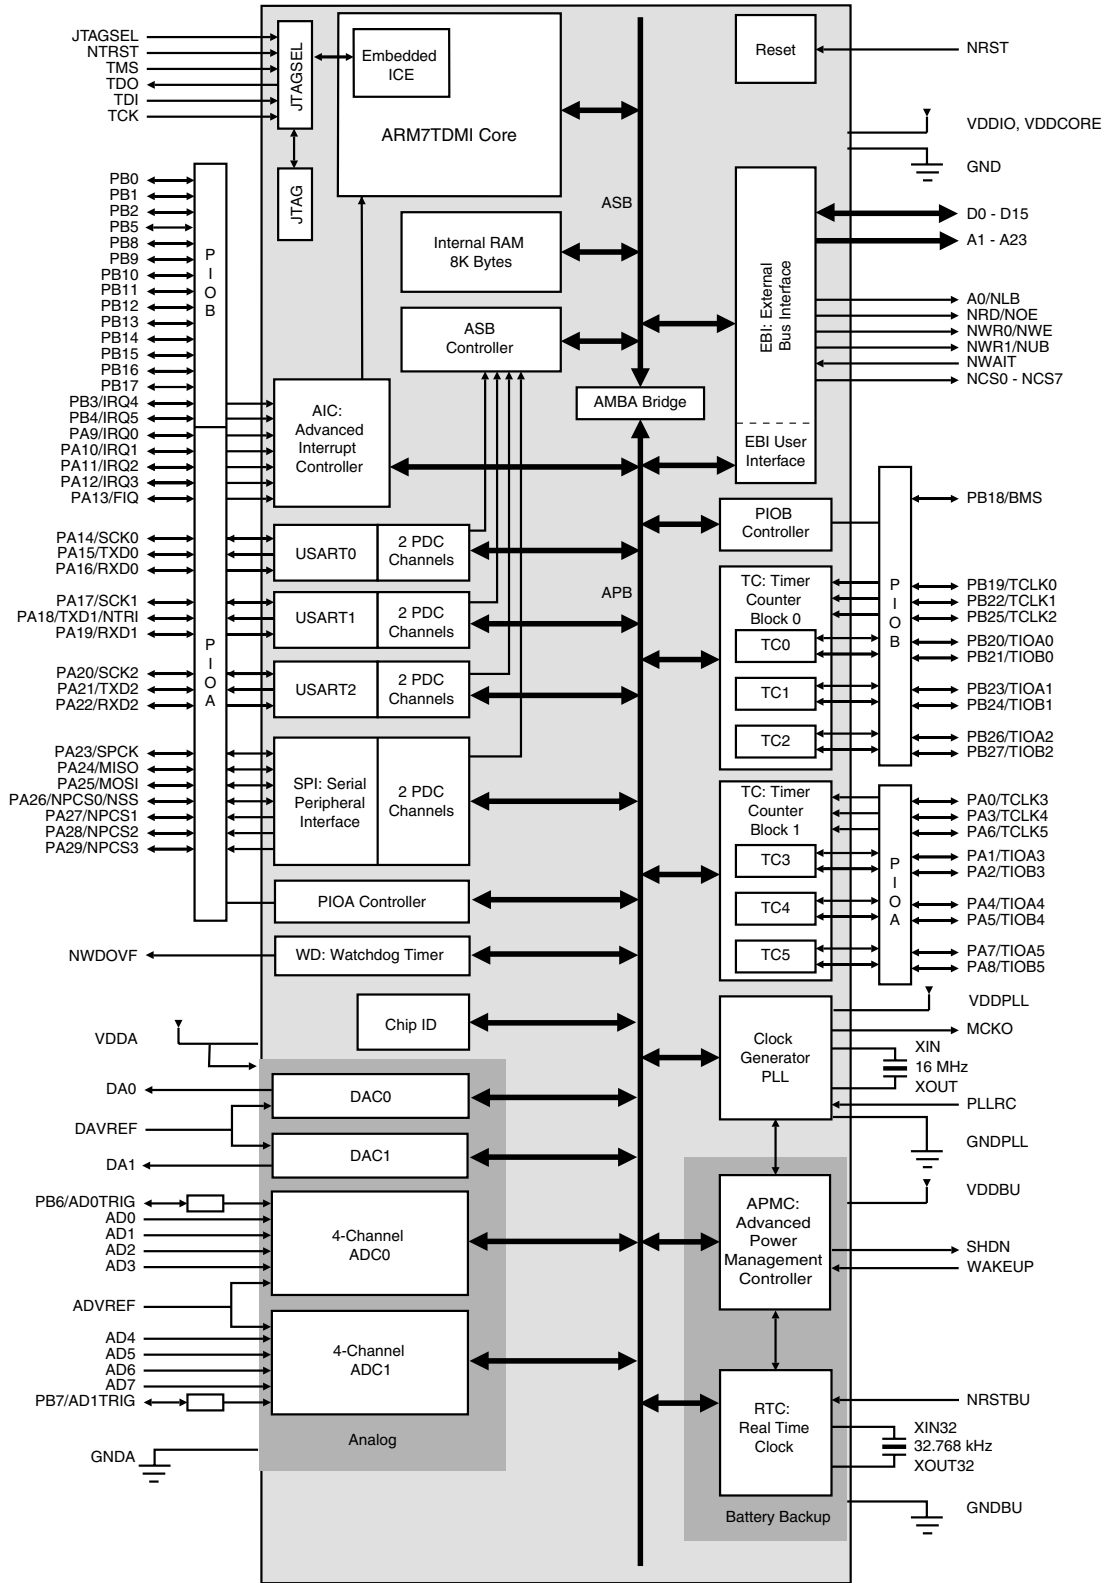 JTAGSEL
NTRST
TMS
TDO
TDI
TCK
JTAGSEL
JTAG
Embedded
ICE
ARM7TDMI Core
Reset
NRST
VDDIO, VDDCORE
GND
PB0
PB1
PB2
PB5
PB8
PB9
PB10
PB11
PB12
PB13
PB14
PB15
PB16
PB17
PB3/IRQ4
PB4/IRQ5
PA9/IRQ0
PA10/IRQ1
PA11/IRQ2
PA12/IRQ3
PA13/FIQ
PIOB
Internal RAM
8K Bytes
ASB
ASB
Controller
EBI: External
Bus Interface
EBI User
Interface
D0 - D15
A1 - A23
A0/NLB
NRD/NOE
NWR0/NWE
NWR1/NUB
NWAIT
NCS0 - NCS7
AMBA Bridge
AIC:
Advanced
Interrupt
Controller
PA14/SCK0
PA15/TXD0
PA16/RXD0
USART0
2 PDC
Channels
PA17/SCK1
PA18/TXD1/NTRI
PA19/RXD1
USART1
2 PDC
Channels
PA20/SCK2
PA21/TXD2
PA22/RXD2
USART2
2 PDC
Channels
PIOA
PA23/SPCK
PA24/MISO
PA25/MOSI
PA26/NPCS0/NSS
PA27/NPCS1
PA28/NPCS2
PA29/NPCS3
SPI: Serial
Peripheral
Interface
2 PDC
Channels
APB
PIOB
Controller
PB18/BMS
TC: Timer
Counter
Block 0
TC0
TC1
TC2
PIOB
PB19/TCLK0
PB22/TCLK1
PB25/TCLK2
PB20/TIOA0
PB21/TIOB0
PB23/TIOA1
PB24/TIOB1
PB26/TIOA2
PB27/TIOB2
TC: Timer
Counter
Block 1
TC3
TC4
TC5
PIOA
PA0/TCLK3
PA3/TCLK4
PA6/TCLK5
PA1/TIOA3
PA2/TIOB3
PA4/TIOA4
PA5/TIOB4
PA7/TIOA5
PA8/TIOB5
PIOA Controller
NWDOVF
WD: Watchdog Timer
Chip ID
VDDA
Clock
Generator
PLL
VDDPLL
MCKO
XIN
16 MHz
XOUT
PLLRC
GNDPLL
DA0
DAVREF
DA1
DAC0
DAC1
PB6/AD0TRIG
AD0
AD1
AD2
AD3
ADVREF
4-Channel
ADC0
AD4
AD5
AD6
AD7
PB7/AD1TRIG
4-Channel
ADC1
Analog
GNDA
APMC:
Advanced
Power
Management
Controller
VDDBU
SHDN
WAKEUP
RTC:
Real Time
Clock
NRSTBU
XIN32
32.768 kHz
XOUT32
GNDBU
Battery Backup